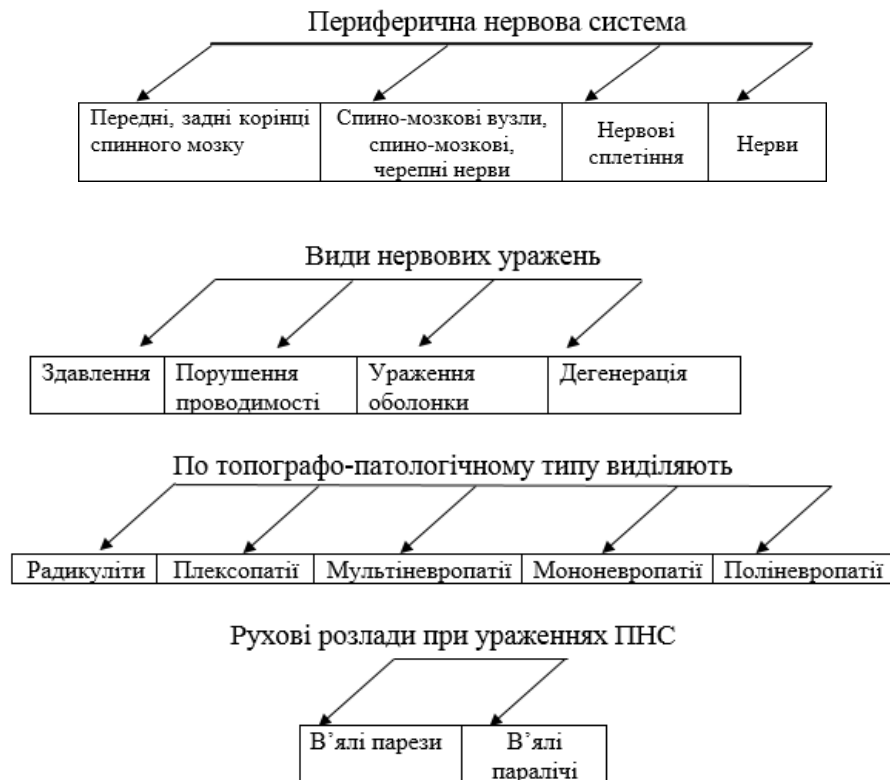 Периферична нервова система
Передні, задні корінці
спинного мозку
Спино-мозкові вузли,
спино-мозкові,
черепні нерви
Нервові
сплетіння
Нерви
Види нервових уражень
Здавлення
Порушення
проводимості
Ураження
оболонки
Дегенерація
По топографо-патологічному типу виділяють
Радикуліти
Плексопатії
Мультіневропатії
Мононевропатії
Поліневропатії
Рухові розлади при ураженнях ПНС
В’ялі парези
В’ялі
паралічі